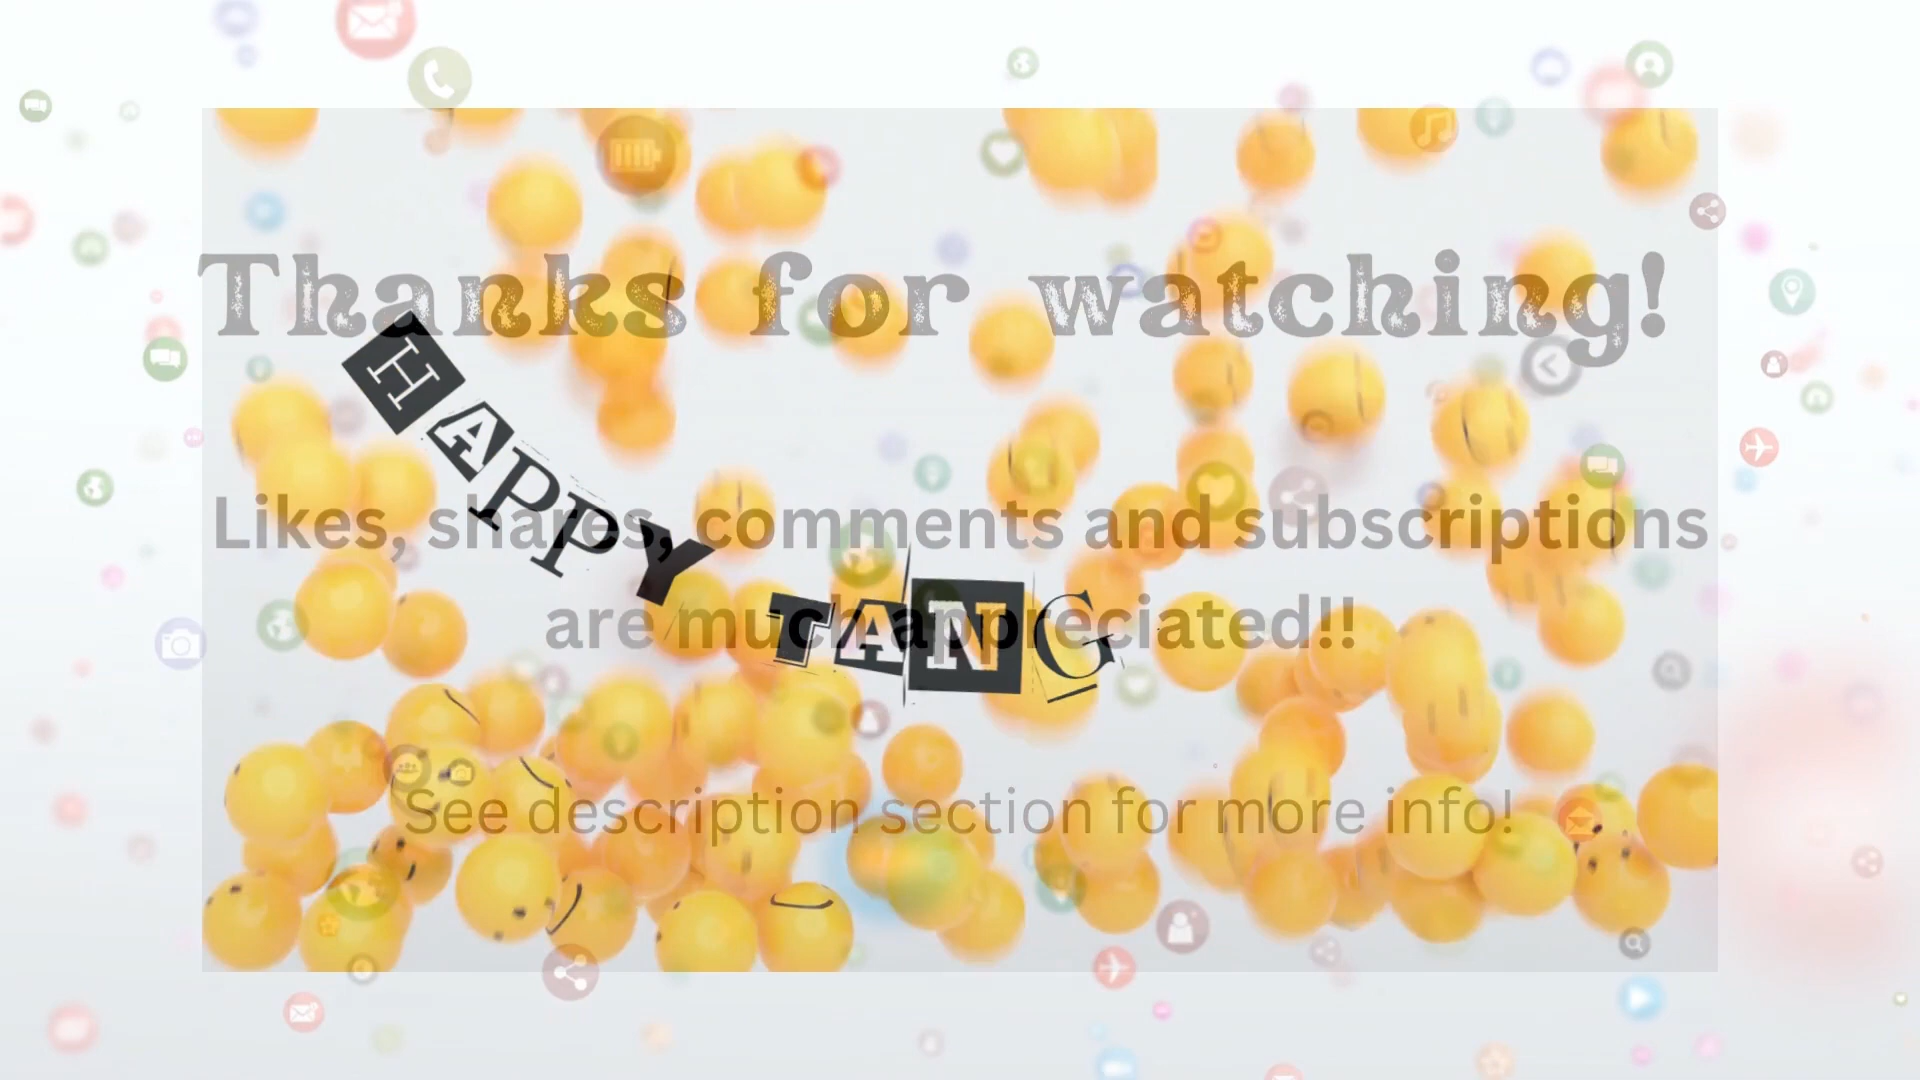 Thanks for watching!
HAPPY TANG
Likes, shares, comments and subscriptions
are much appreciated!!
See description section for more info!